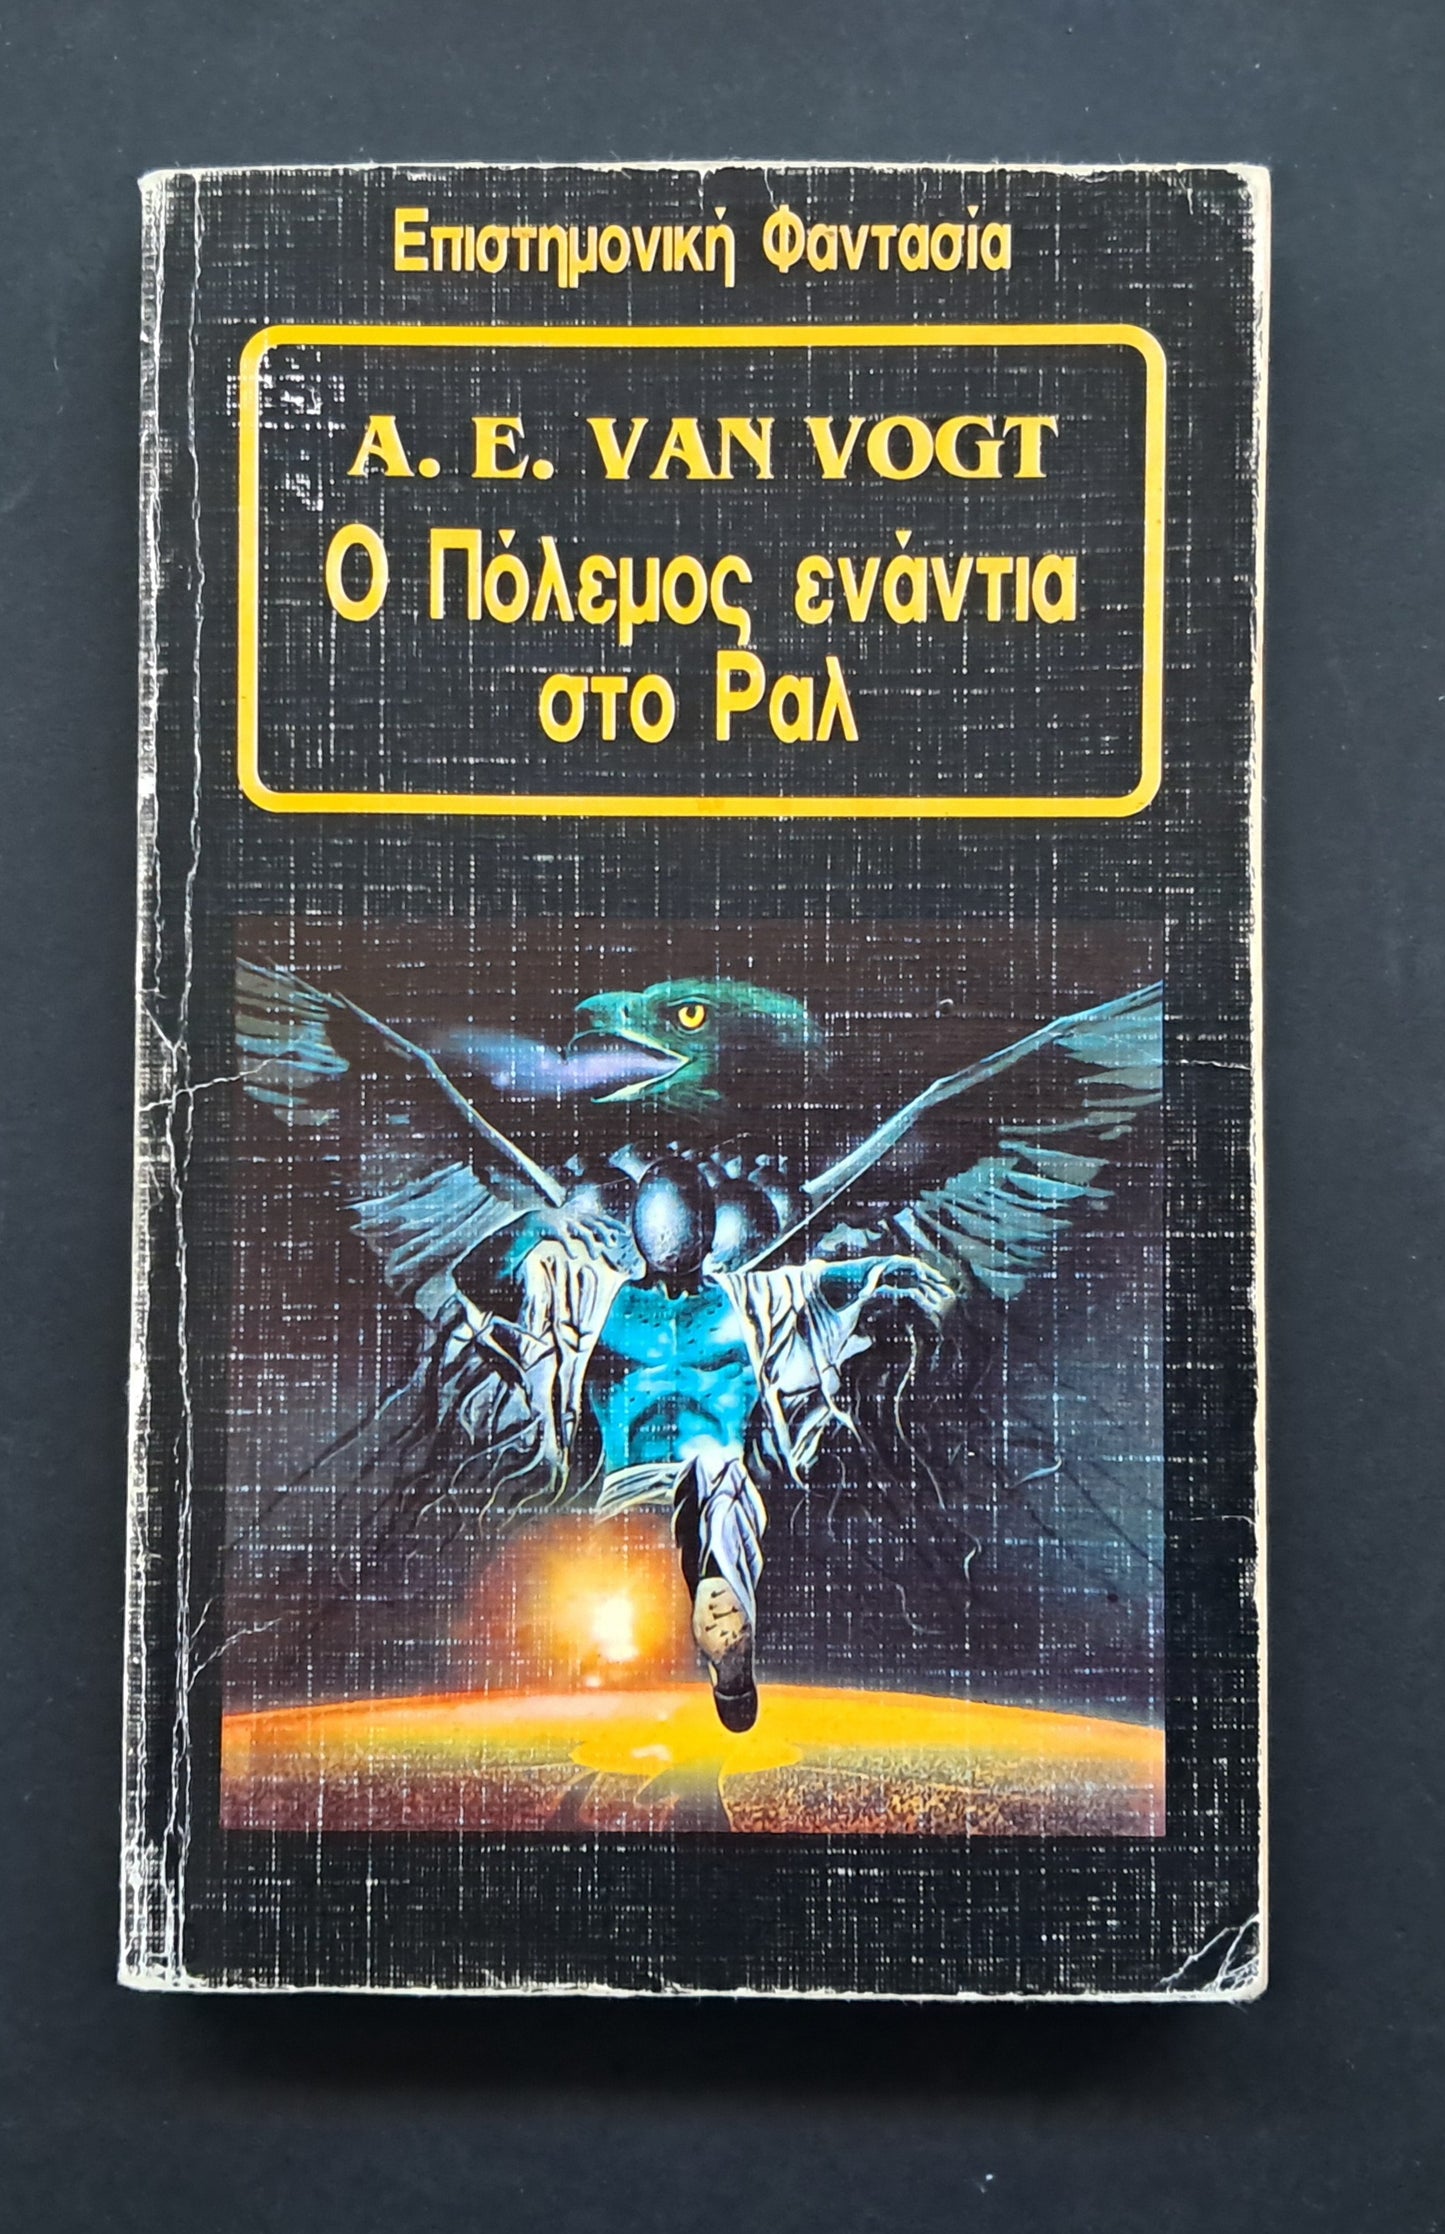 Επιστημονική Φαντασία
A. E. VAN VOGT
Ο Πόλεμος ενάντια
στο Ραλ